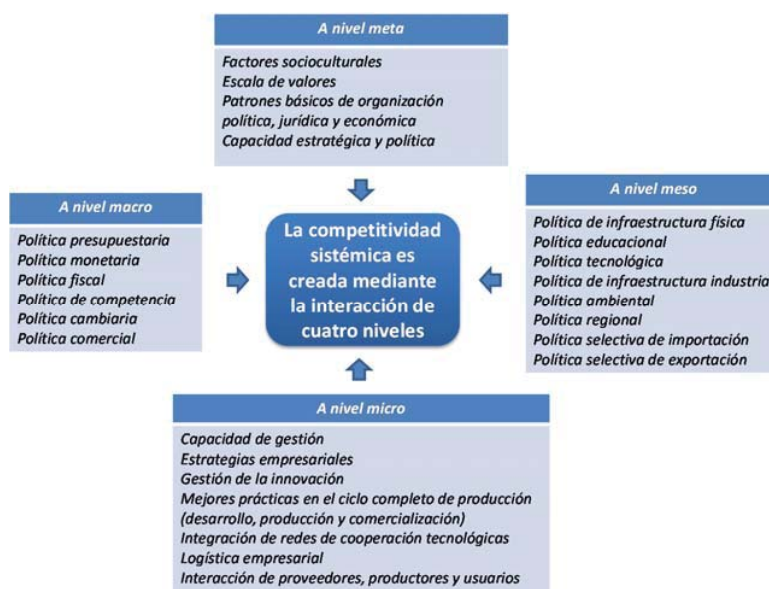 A nivel meta
Factores socioculturales
Escala de valores
Patrones básicos de organización
política, jurídica y económica
Capacidad estratégica y política
A nivel macro
Política presupuestaria
Política monetaria
Política fiscal
Política de competencia
Política cambiaria
Política comercial
La competitividad
sistémica es
creada mediante
la interacción de
cuatro niveles
A nivel meso
Política de infraestructura física
Política educacional
Política tecnológica
Política de infraestructura industria
Política ambiental
Política regional
Política selectiva de importación
Política selectiva de exportación
A nivel micro
Capacidad de gestión
Estrategias empresariales
Gestión de la innovación
Mejores prácticas en el ciclo completo de producción
(desarrollo, producción y comercialización)
Integración de redes de cooperación tecnológicas
Logística empresarial
Interacción de proveedores, productores y usuarios